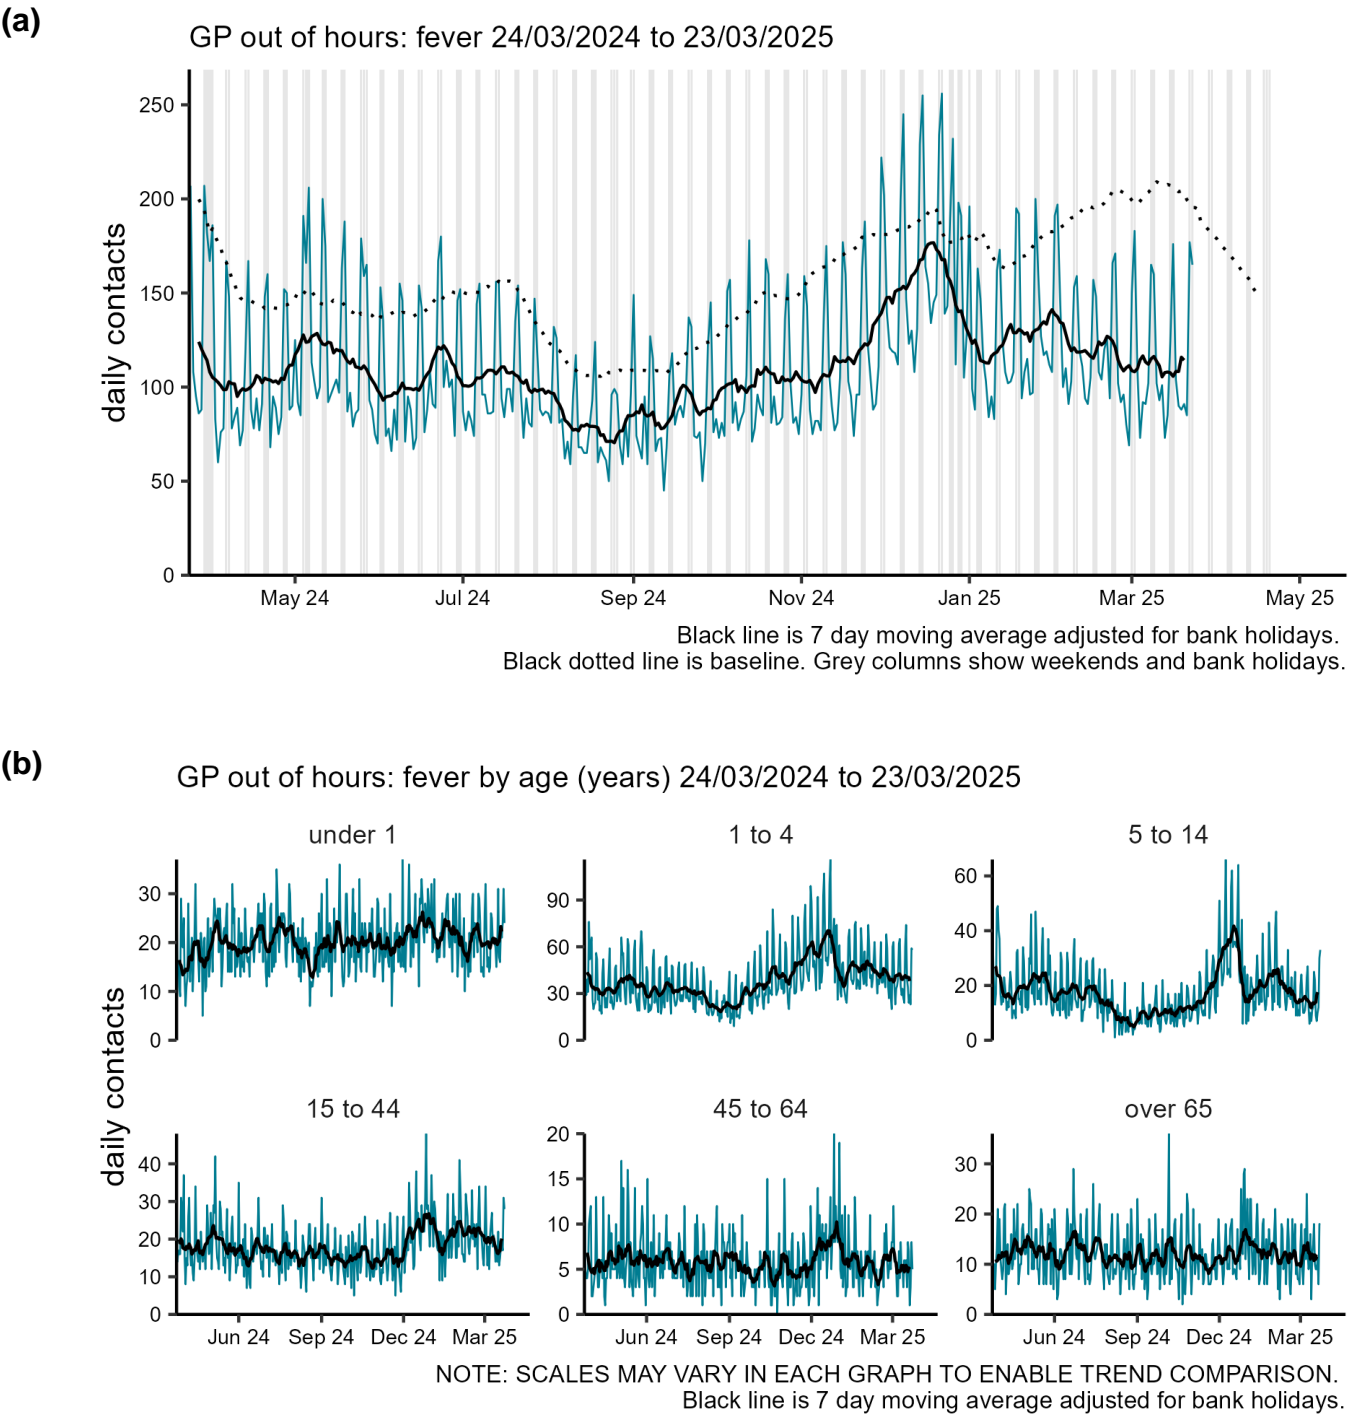 (a)
GP out of hours: fever 24/03/2024 to 23/03/2025
daily contacts
250
200
150
100
50
0
May 24 Jul 24 Sep 24 Nov 24 Jan 25 Mar 25 May 25
Black line is 7 day moving average adjusted for bank holidays.
Black dotted line is baseline. Grey columns show weekends and bank holidays.
(b)
GP out of hours: fever by age (years) 24/03/2024 to 23/03/2025
daily contacts
under 1
30
20
10
0
1 to 4
90
60
30
0
5 to 14
60
40
20
0
15 to 44
40
30
20
10
0
Jun 24 Sep 24 Dec 24 Mar 25
45 to 64
20
15
10
5
0
Jun 24 Sep 24 Dec 24 Mar 25
over 65
30
20
10
0
Jun 24 Sep 24 Dec 24 Mar 25
NOTE: SCALES MAY VARY IN EACH GRAPH TO ENABLE TREND COMPARISON.
Black line is 7 day moving average adjusted for bank holidays.